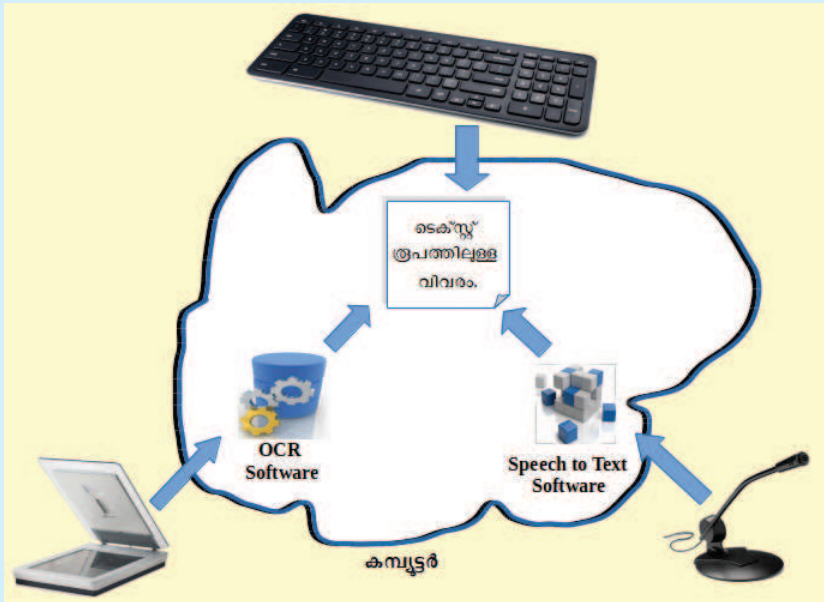 ടെക്സ്റ്റ്
രൂപത്തിലുള്ള
വിവരം.
OCR
Software
Speech to Text
Software
കമ്പ്യൂട്ടർ